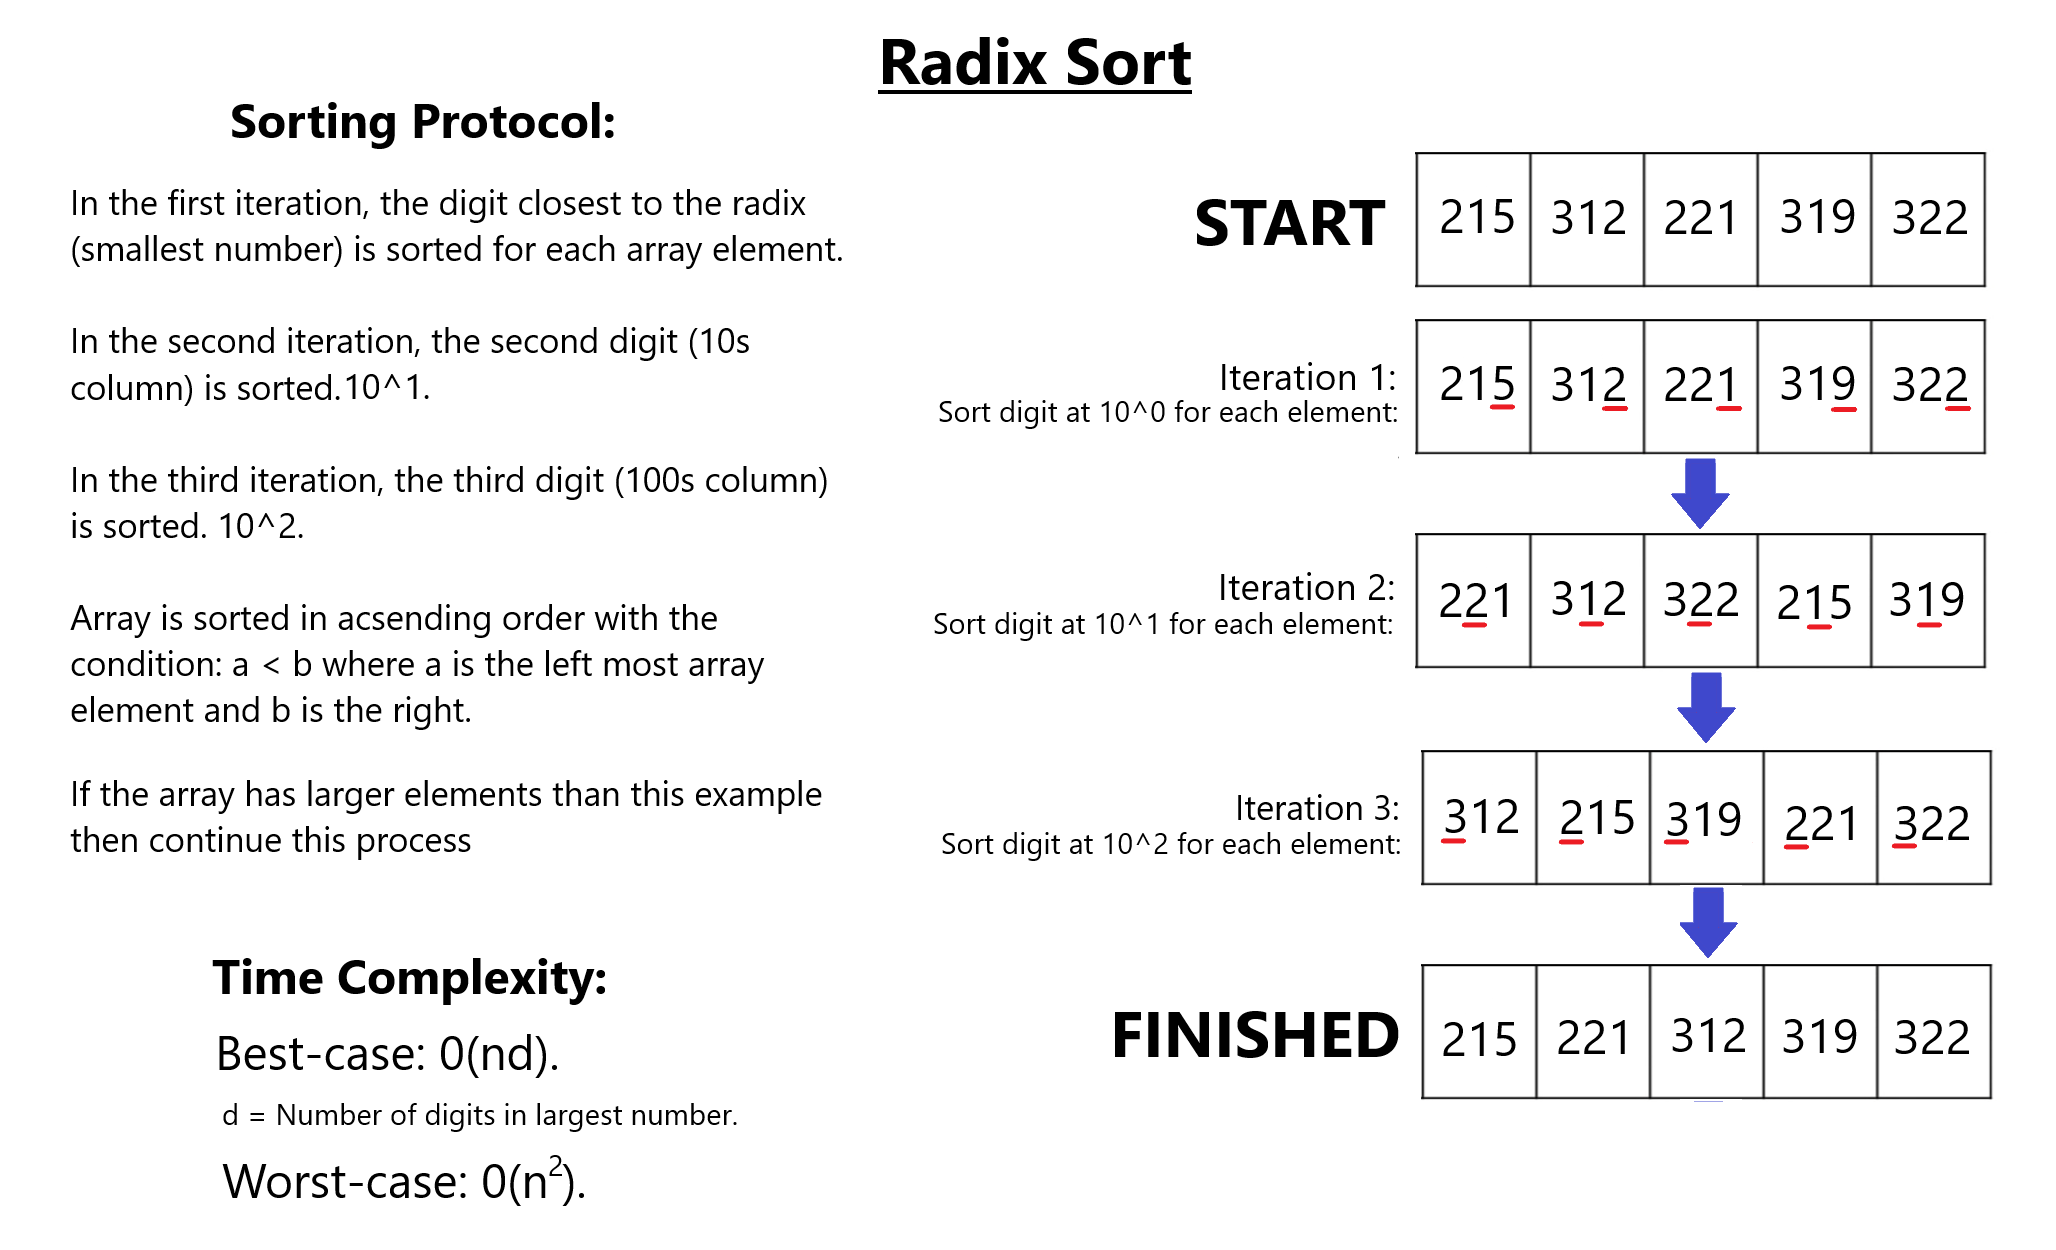 Radix Sort
Sorting Protocol:
In the first iteration, the digit closest to the radix
(smallest number) is sorted for each array element.
In the second iteration, the second digit (10s
column) is sorted.10^1.
In the third iteration, the third digit (100s column)
is sorted. 10^2.
Array is sorted in acsending order with the
condition: a < b where a is the left most array
element and b is the right.
If the array has larger elements than this example
then continue this process
Time Complexity:
Best-case: 0(nd).
d = Number of digits in largest number.
Worst-case: 0(n²).
START
215 312 221 319 322
Iteration 1:
Sort digit at 10^0 for each element:
215 312 221 319 322
Iteration 2:
Sort digit at 10^1 for each element:
221 312 322 215 319
Iteration 3:
Sort digit at 10^2 for each element:
312 215 319 221 322
FINISHED
215 221 312 319 322